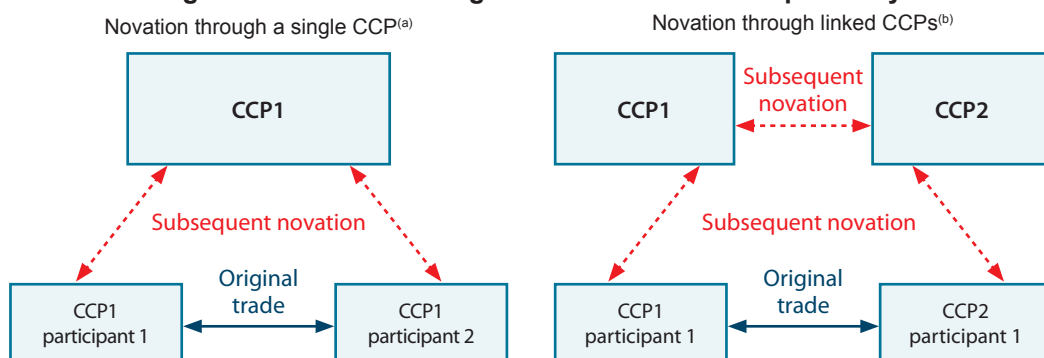 Novation through a single CCP(a)
Novation through linked CCPs(b)
CCP1
Subsequent novation
Original
trade
CCP1
participant 1
CCP1
participant 2
CCP1
Subsequent
novation
CCP2
Subsequent novation
Original
trade
CCP1
participant 1
CCP2
participant 1